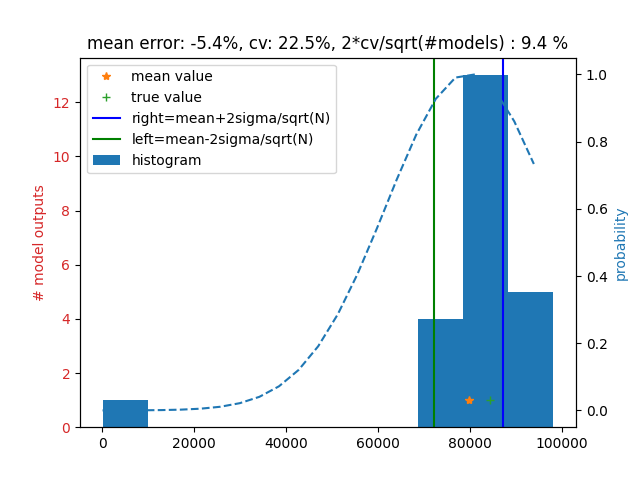 mean error: -5.4%, cv: 22.5%, 2*cv/sqrt(#models) : 9.4 %
mean value
true value
right=mean+2sigma/sqrt(N)
left=mean-2sigma/sqrt(N)
histogram
# model outputs
0
2
4
6
8
10
12
0
20000
40000
60000
80000
100000
0.0
0.2
0.4
0.6
0.8
1.0
probability